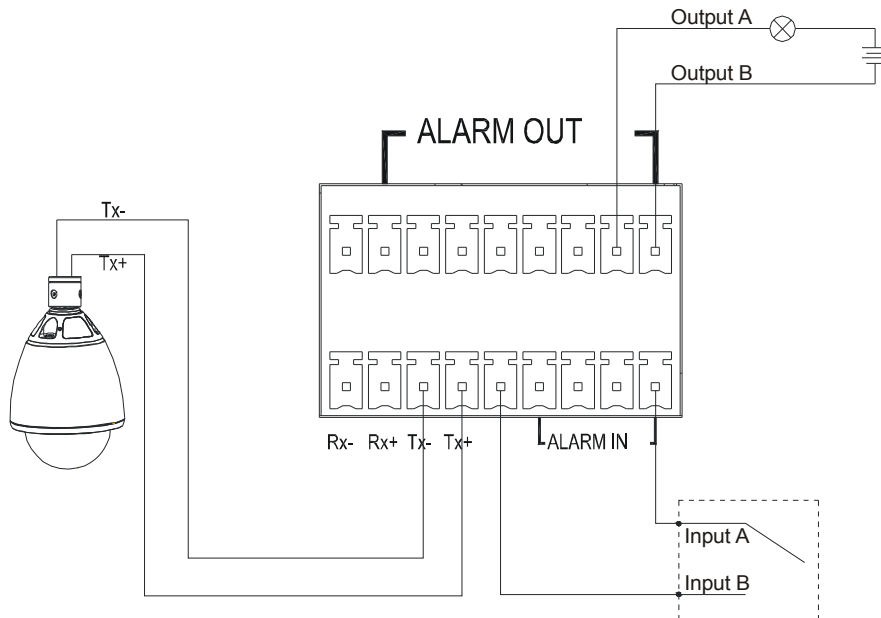 Output A
Output B
ALARM OUT
Tx-
Tx+
Rx- Rx+ Tx- Tx+ ALARM IN
Input A
Input B